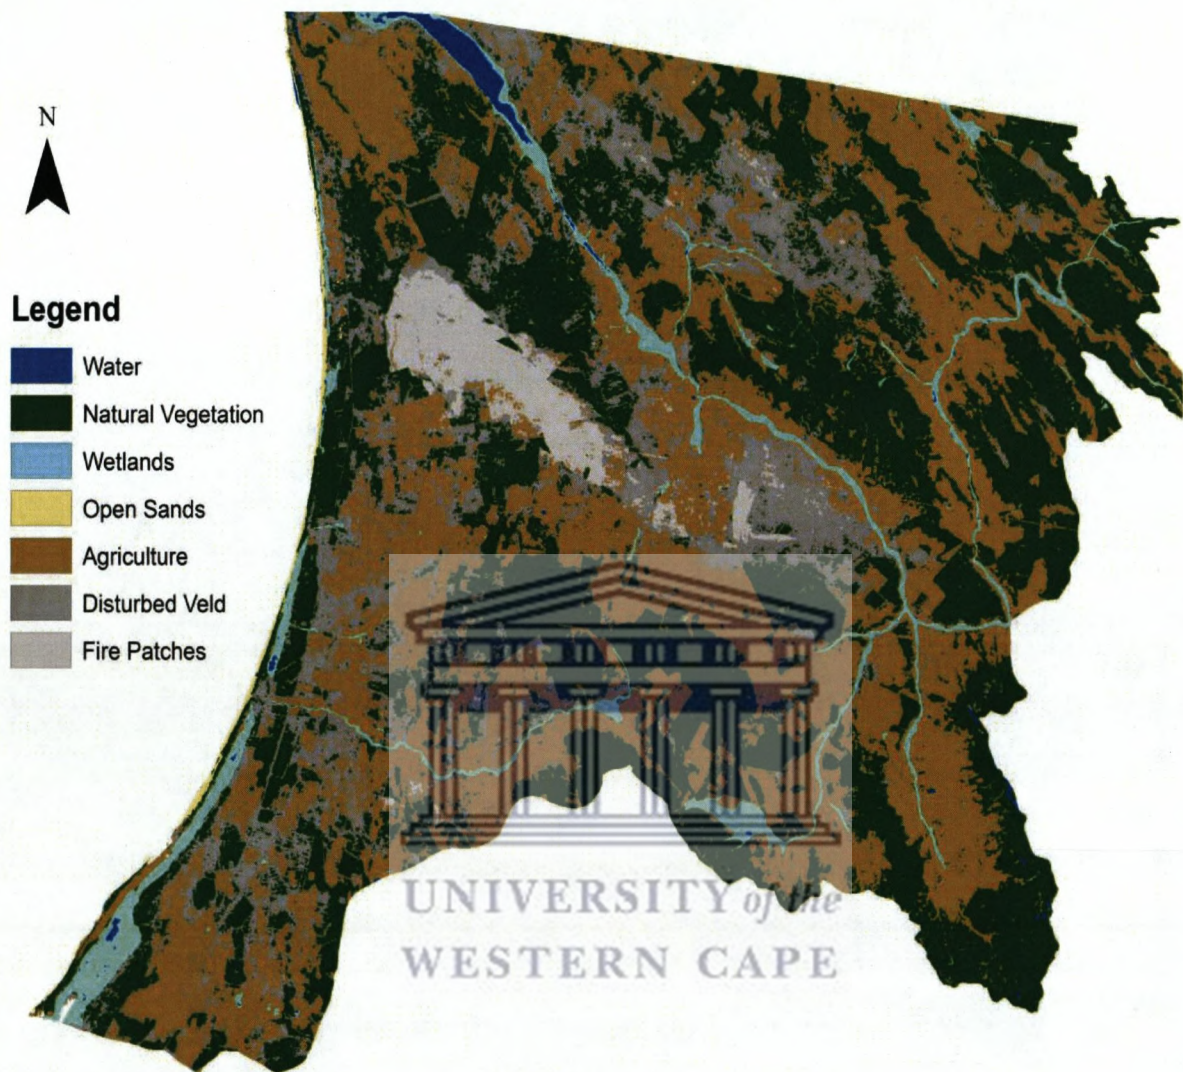 N
Legend
Water
Natural Vegetation
Wetlands
Open Sands
Agriculture
Disturbed Veld
Fire Patches
UNIVERSITY of the
WESTERN CAPE